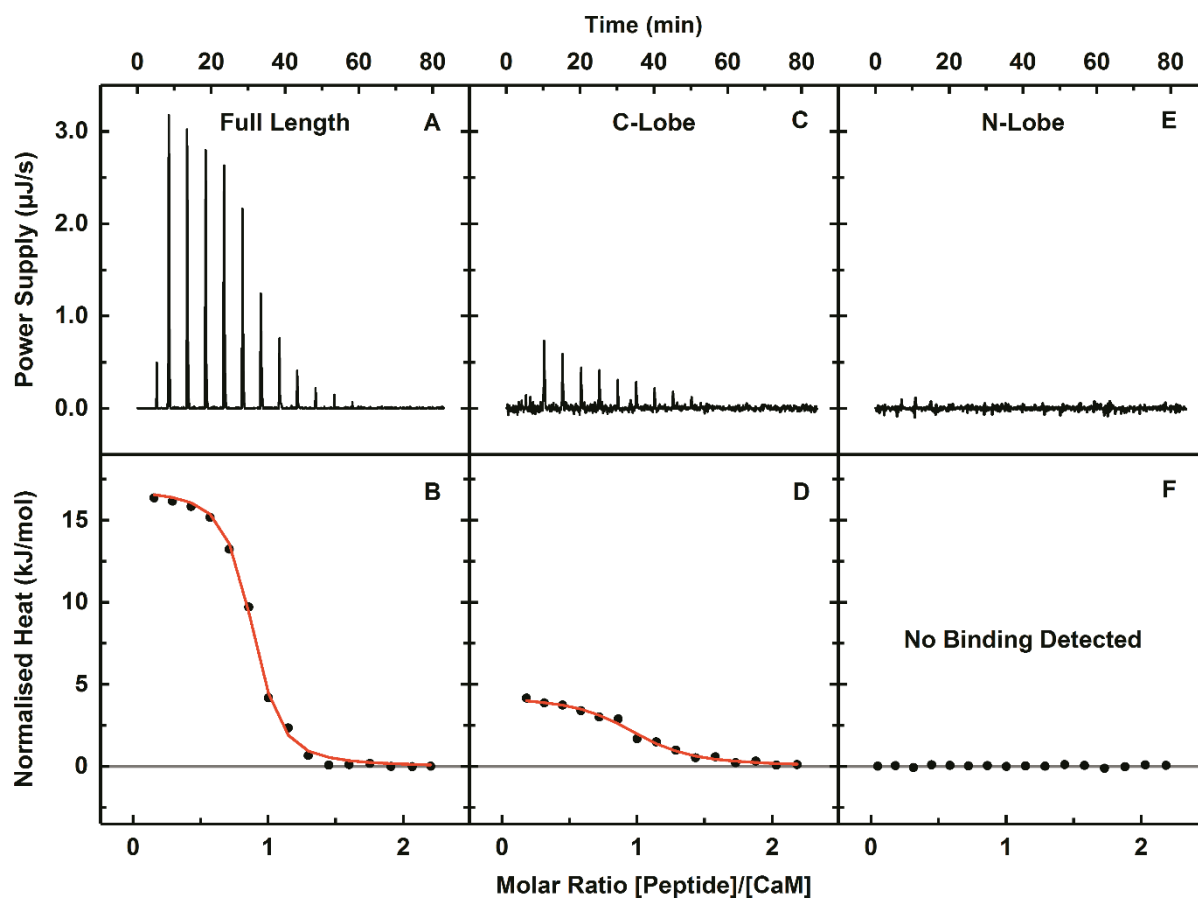 Time (min)
0 20 40 60 80 0 20 40 60 80 0 20 40 60 80
Full Length A C-Lobe C N-Lobe E
3.0
2.0
1.0
0.0
Power Supply (µJ/s)
B D F
15
10
5
0
Normalised Heat (kJ/mol)
No Binding Detected
0 1 2 0 1 2 0 1 2
Molar Ratio [Peptide]/[CaM]